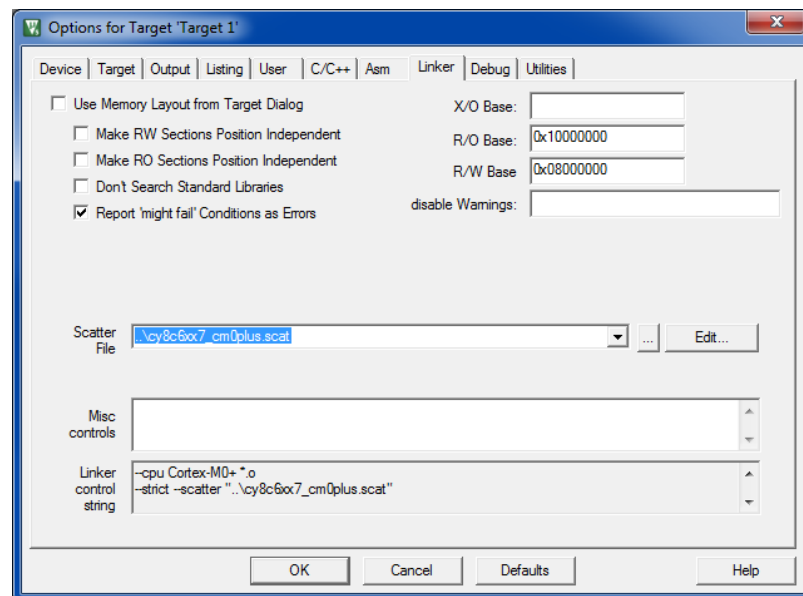 Options for Target 'Target 1'
Device Target Output Listing User C/C++ Asm Linker Debug Utilities
Use Memory Layout from Target Dialog
X/O Base:
Make RW Sections Position Independent
R/O Base: 0x10000000
Make RO Sections Position Independent
R/W Base 0x08000000
Don't Search Standard Libraries
Report 'might fail' Conditions as Errors
disable Warnings:
Scatter File
..\cy8c6xx7_cm0plus.scat
...
Edit...
Misc controls
Linker control string
--cpu Cortex-M0+ *.o
--strict --scatter "..\cy8c6xx7_cm0plus.scat"
OK Cancel Defaults Help